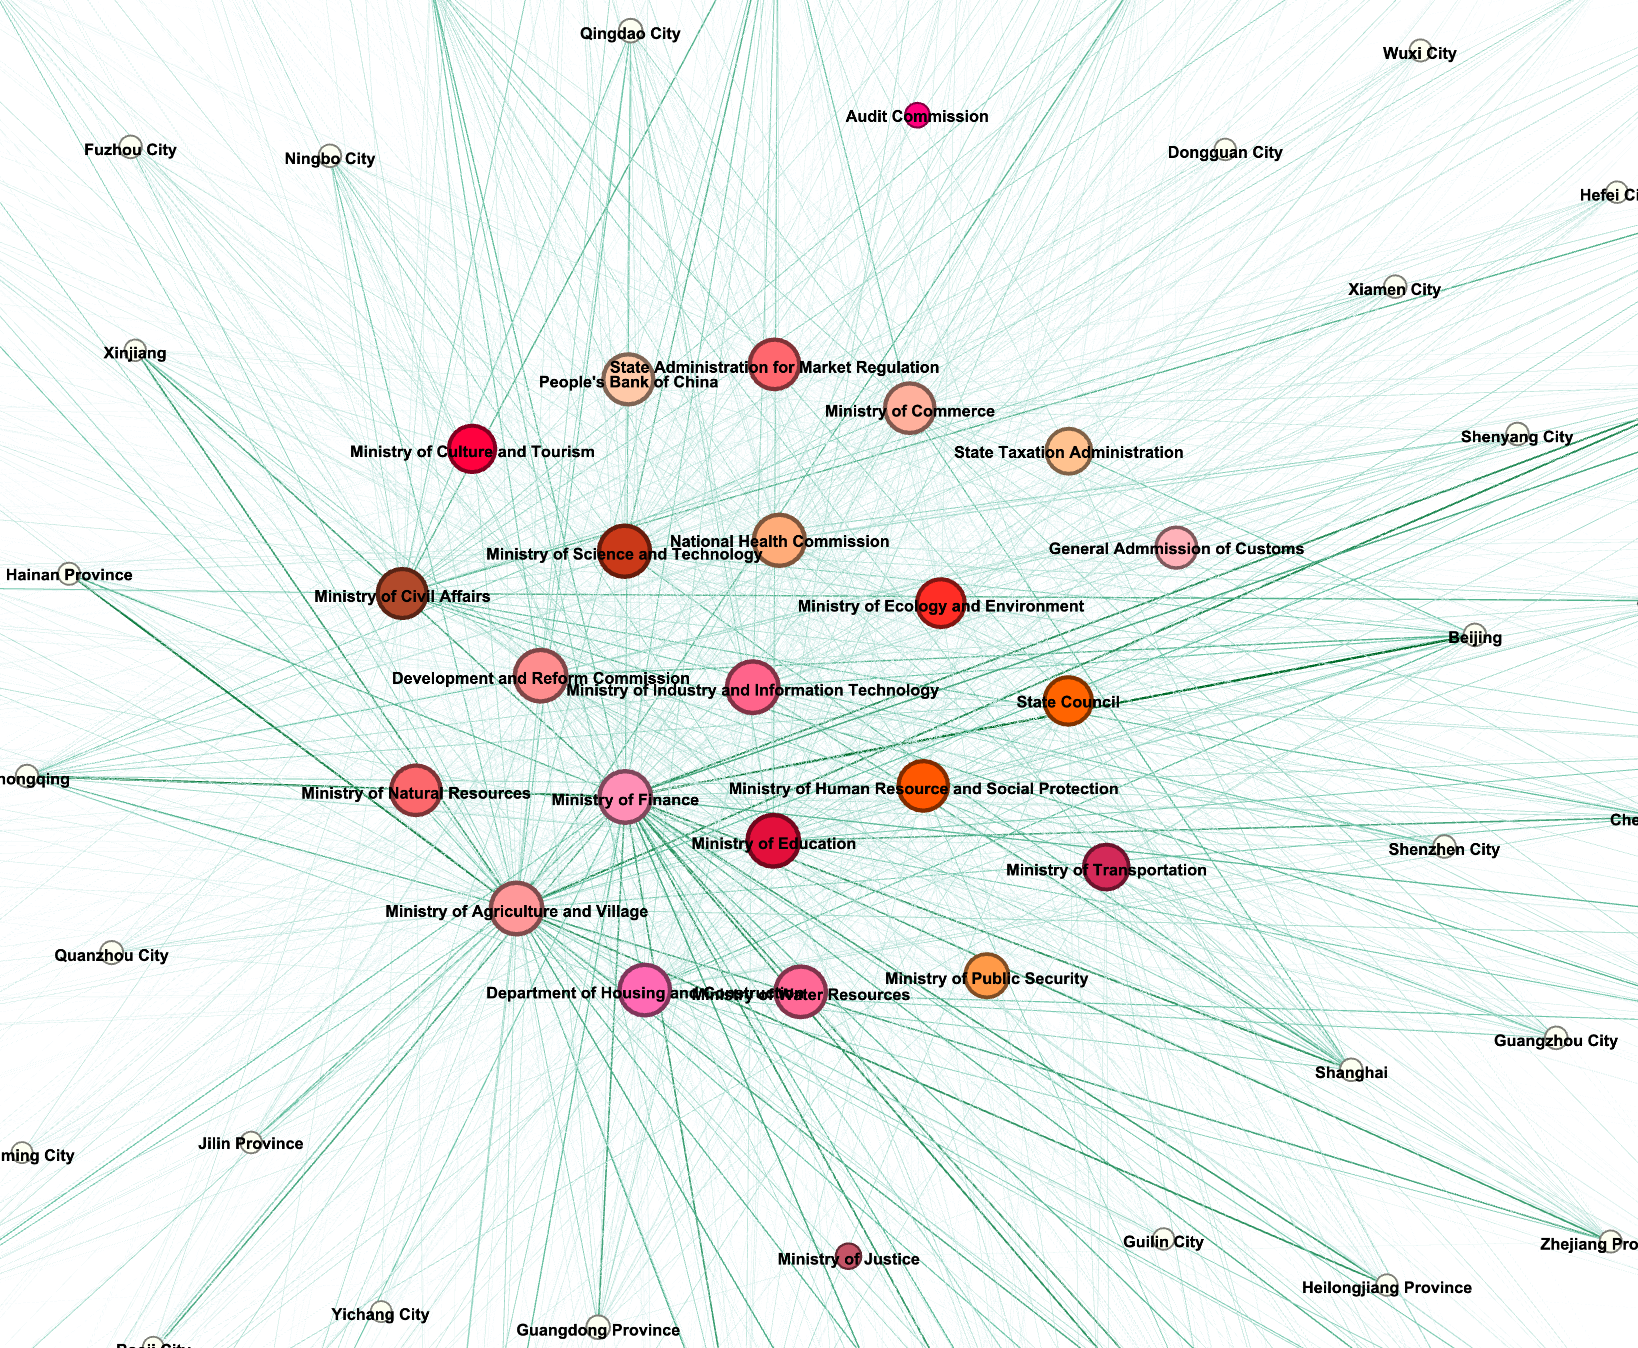 Qingdao City
Wuxi City
Audit Commission
Fuzhou City
Ningbo City
Dongguan City
Hefei Ci
Xiamen City
Xinjiang
State Administration for Market Regulation
People's Bank of China
Ministry of Commerce
Shenyang City
Ministry of Culture and Tourism
State Taxation Administration
National Health Commission
Ministry of Science and Technology
General Admmission of Customs
Hainan Province
Ministry of Civil Affairs
Ministry of Ecology and Environment
Beijing
Development and Reform Commission
Ministry of Industry and Information Technology
State Council
hongqing
Ministry of Natural Resources
Ministry of Finance
Ministry of Human Resource and Social Protection
Che
Ministry of Education
Shenzhen City
Ministry of Transportation
Ministry of Agriculture and Village
Quanzhou City
Ministry of Public Security
Department of Housing and Construction
Ministry of Water Resources
Guangzhou City
Shanghai
Jilin Province
ming City
Guilin City
Zhejiang Pro
Ministry of Justice
Heilongjiang Province
Yichang City
Guangdong Province